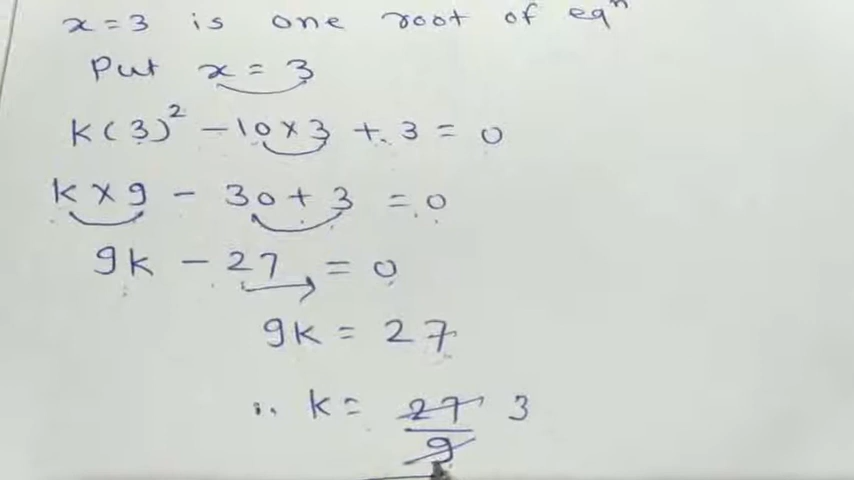 x = 3 is one root of eqⁿ
Put x = 3
k(3)² - 10 × 3 + 3 = 0
k × 9 - 30 + 3 = 0
9k - 27 = 0
9k = 27
∴ k = 27/9 3